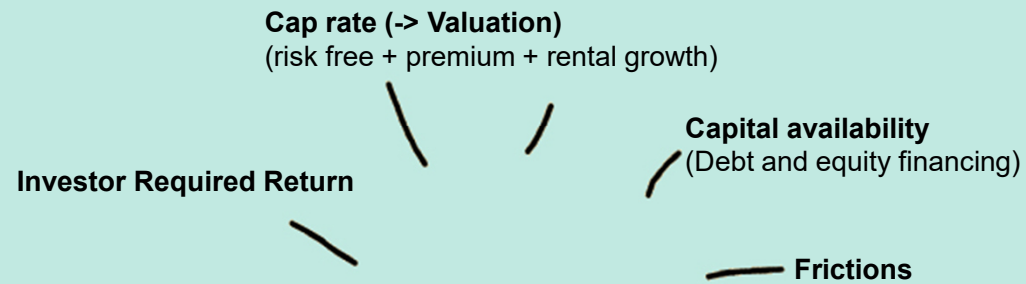 Cap rate (-> Valuation)
(risk free + premium + rental growth)
Capital availability
(Debt and equity financing)
Investor Required Return
Frictions